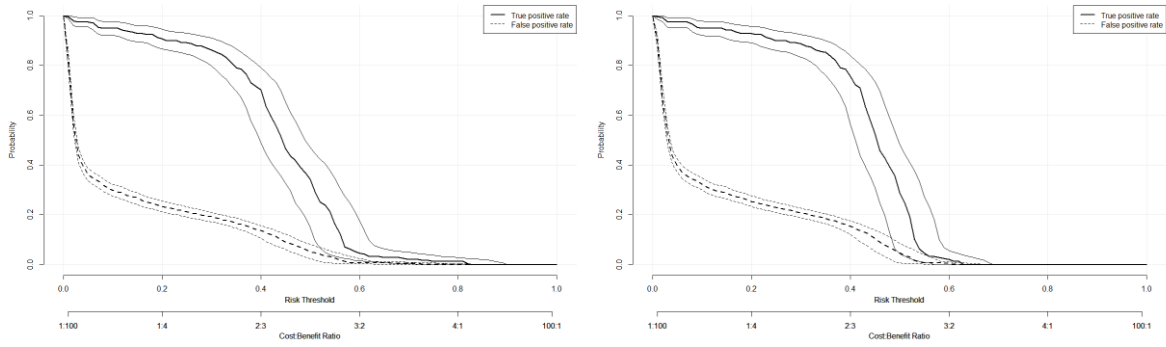 True positive rate
False positive rate
1.0
0.8
0.6
0.4
0.2
0.0
Probability
0.0 0.2 0.4 0.6 0.8 1.0
Risk Threshold
1:100 1:4 2:3 3:2 4:1 100:1
Cost:Benefit Ratio
True positive rate
False positive rate
1.0
0.8
0.6
0.4
0.2
0.0
Probability
0.0 0.2 0.4 0.6 0.8 1.0
Risk Threshold
1:100 1:4 2:3 3:2 4:1 100:1
Cost:Benefit Ratio